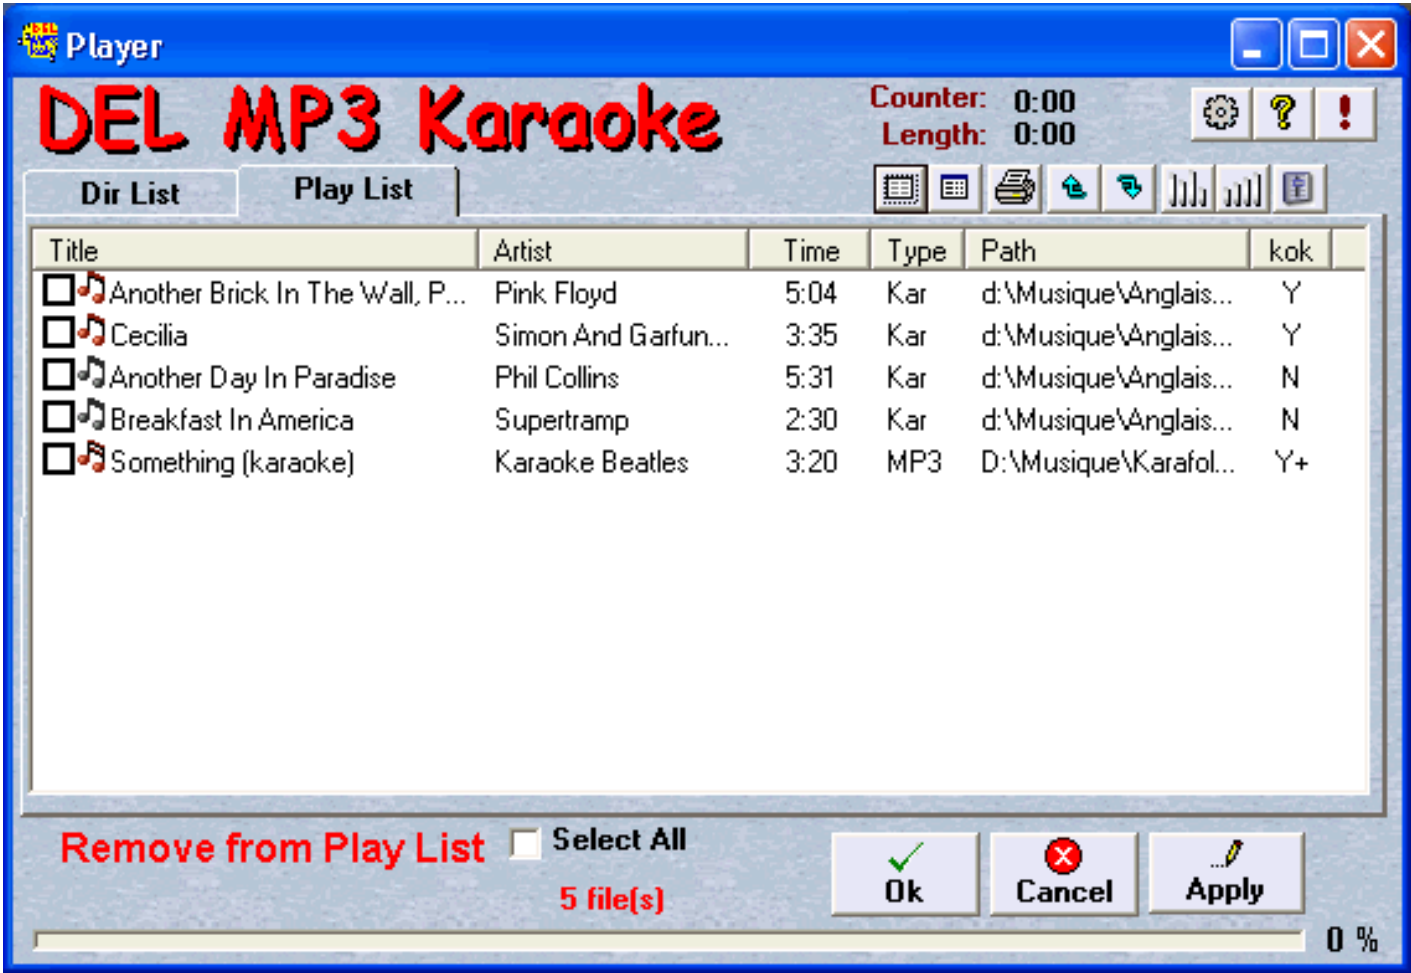 Player
DEL MP3 Karaoke
Counter: 0:00
Length: 0:00
Dir List Play List
Title Artist Time Type Path kok
Another Brick In The Wall, P... Pink Floyd 5:04 Kar d:\Musique\Anglais... Y
Cecilia Simon And Garfun... 3:35 Kar d:\Musique\Anglais... Y
Another Day In Paradise Phil Collins 5:31 Kar d:\Musique\Anglais... N
Breakfast In America Supertramp 2:30 Kar d:\Musique\Anglais... N
Something (karaoke) Karaoke Beatles 3:20 MP3 D:\Musique\Karafol... Y+
Remove from Play List Select All
5 file(s)
Ok Cancel Apply
0 %